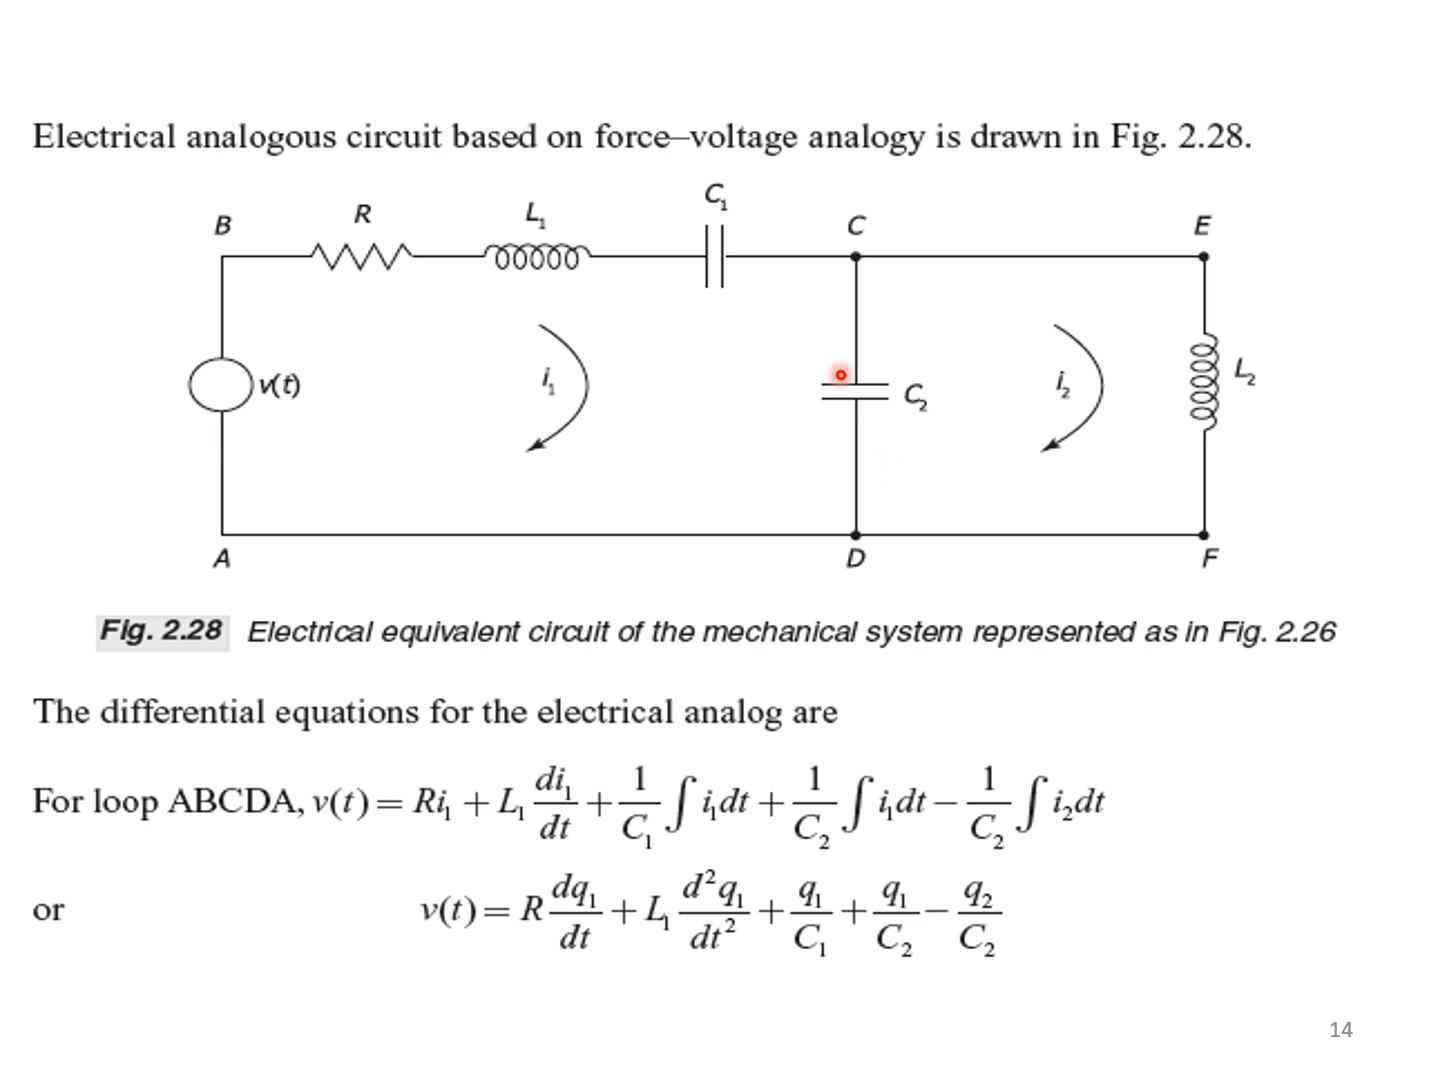 Electrical analogous circuit based on force–voltage analogy is drawn in Fig. 2.28.
B R L₁ C₁ C E
v(t) i₁ C₂ i₂ L₂
A D F
Fig. 2.28 Electrical equivalent circuit of the mechanical system represented as in Fig. 2.26
The differential equations for the electrical analog are
For loop ABCDA, v(t) = Ri₁ + L₁ di₁/dt + 1/C₁ ∫ i₁dt + 1/C₂ ∫ i₁dt − 1/C₂ ∫ i₂dt
or v(t) = R dq₁/dt + L₁ d²q₁/dt² + q₁/C₁ + q₁/C₂ − q₂/C₂
14